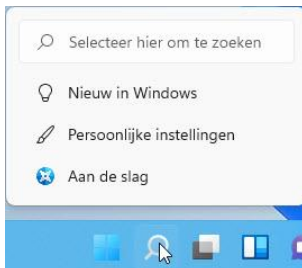 Selecteer hier om te zoeken
Nieuw in Windows
Persoonlijke instellingen
Aan de slag